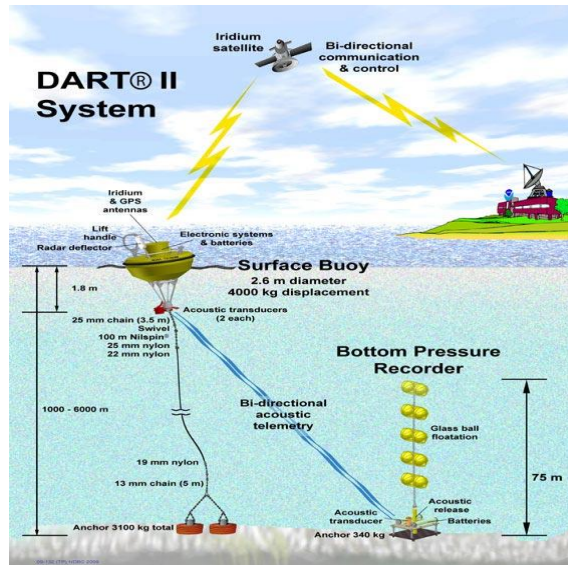 Iridium
satellite
Bi-directional
communication
& control
DART® II
System
Iridium
& GPS
antennas
Lift
handle
Radar deflector
Electronic systems
& batteries
Surface Buoy
2.6 m diameter
4000 kg displacement
1.8 m
Acoustic transducers
(2 each)
25 mm chain (3.5 m)
Swivel
100 m Nilspin®
25 mm nylon
22 mm nylon
Bottom Pressure
Recorder
1000 - 6000 m
Bi-directional
acoustic
telemetry
Glass ball
floatation
75 m
19 mm nylon
13 mm chain (5 m)
Acoustic
transducer
Acoustic
release
Batteries
Anchor 3100 kg total
Anchor 340 kg